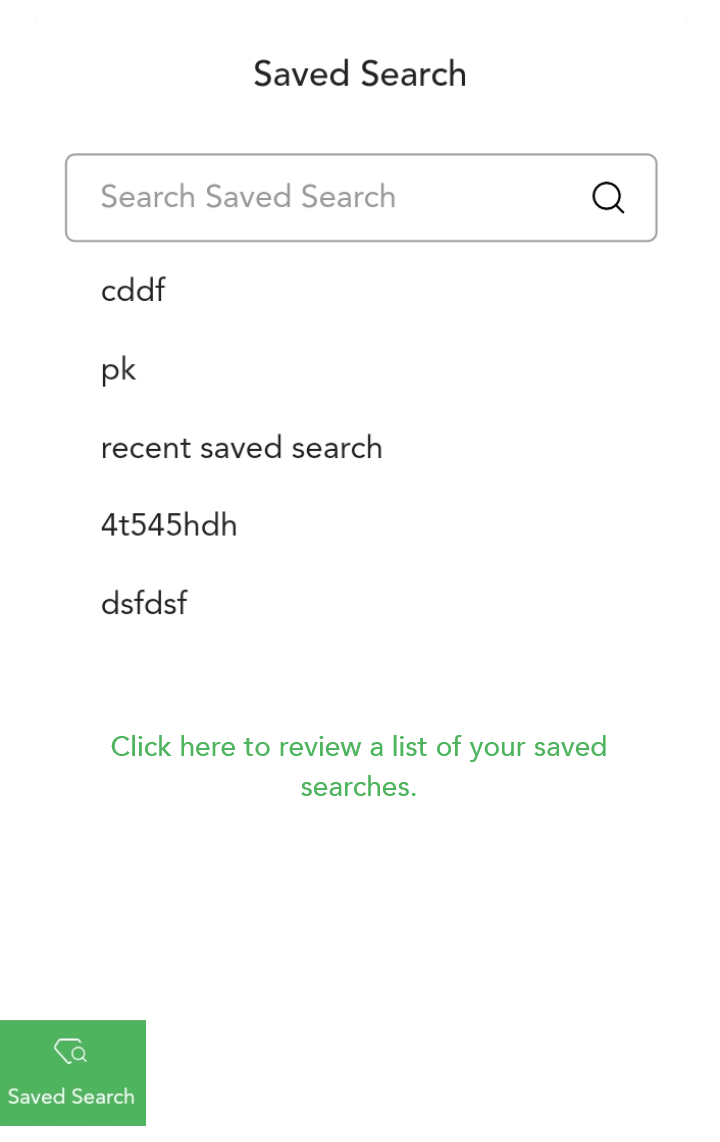 Saved Search
Search Saved Search
cddf
pk
recent saved search
4t545hdh
dsfdsf
Click here to review a list of your saved
searches.
Saved Search